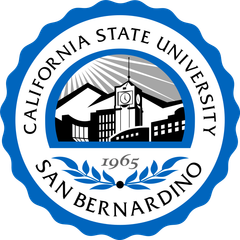 CALIFORNIA STATE UNIVERSITY
1965
SAN BERNARDINO